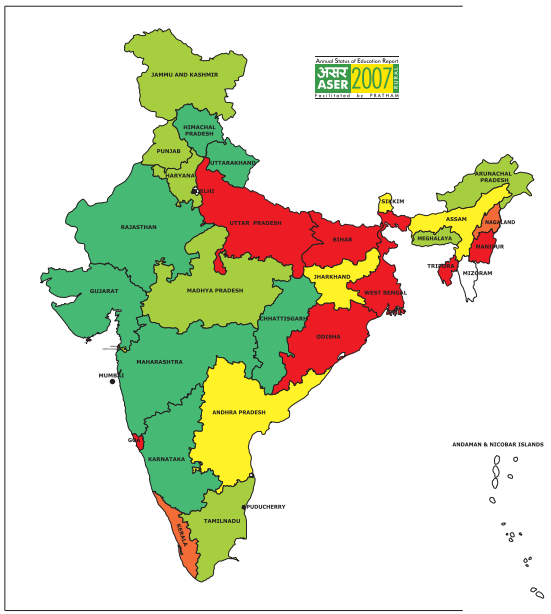 Annual Status of Education Report
असर
ASER
2007
RURAL
Facilitated by PRATHAM
JAMMU AND KASHMIR
HIMACHAL
PRADESH
PUNJAB
UTTARAKHAND
HARYANA
DELHI
ARUNACHAL
PRADESH
SIKKIM
RAJASTHAN
UTTAR PRADESH
ASSAM
NAGALAND
BIHAR
MEGHALAYA
MANIPUR
TRIPURA
MIZORAM
JHARKHAND
GUJARAT
MADHYA PRADESH
WEST BENGAL
CHHATTISGARH
ODISHA
MAHARASHTRA
MUMBAI
ANDHRA PRADESH
GOA
KARNATAKA
ANDAMAN & NICOBAR ISLANDS
PUDUCHERRY
TAMILNADU
KERALA